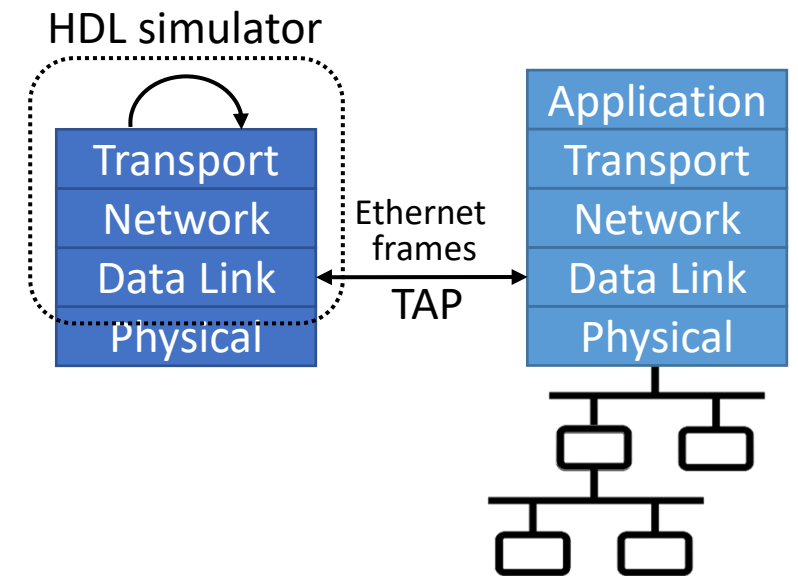 HDL simulator
Transport
Network
Data Link
Physical
Ethernet
frames
TAP
Application
Transport
Network
Data Link
Physical